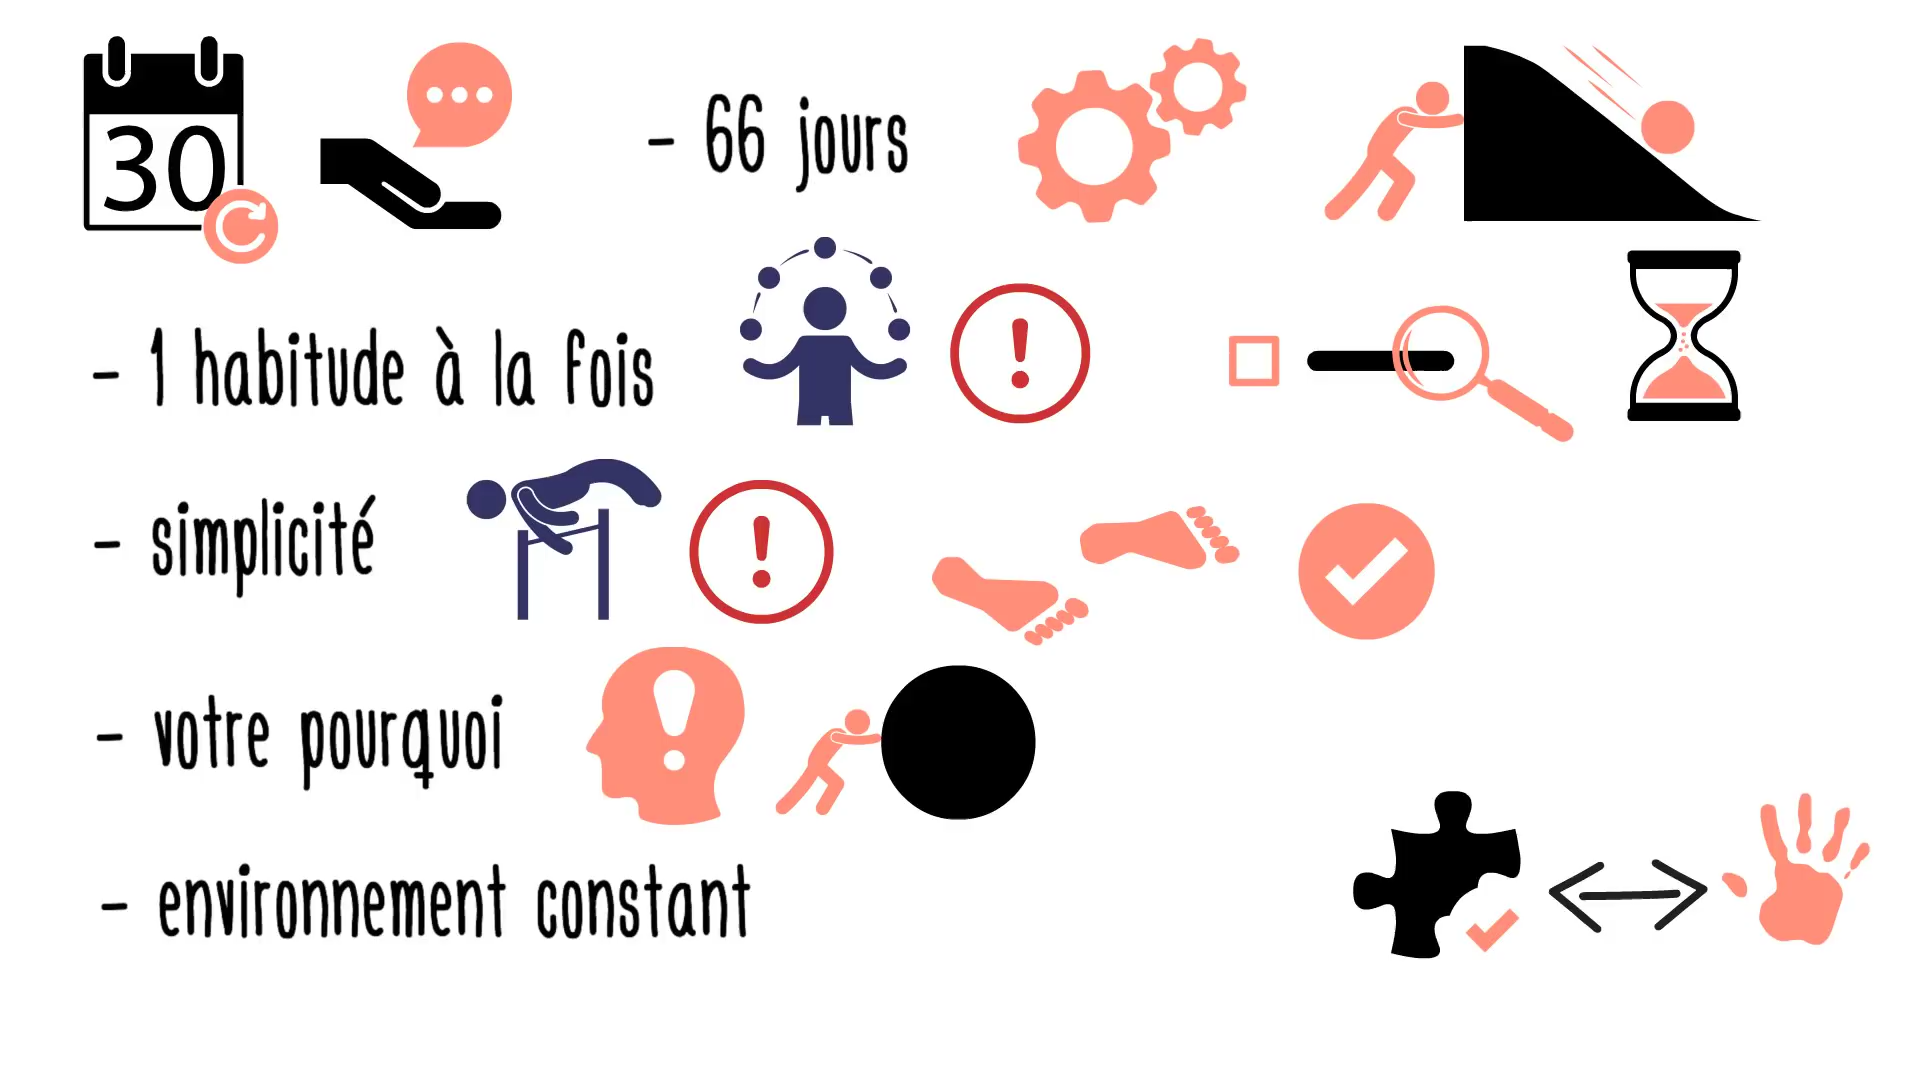 30
- 66 jours
- 1 habitude à la fois
- simplicité
- votre pourquoi
- environnement constant